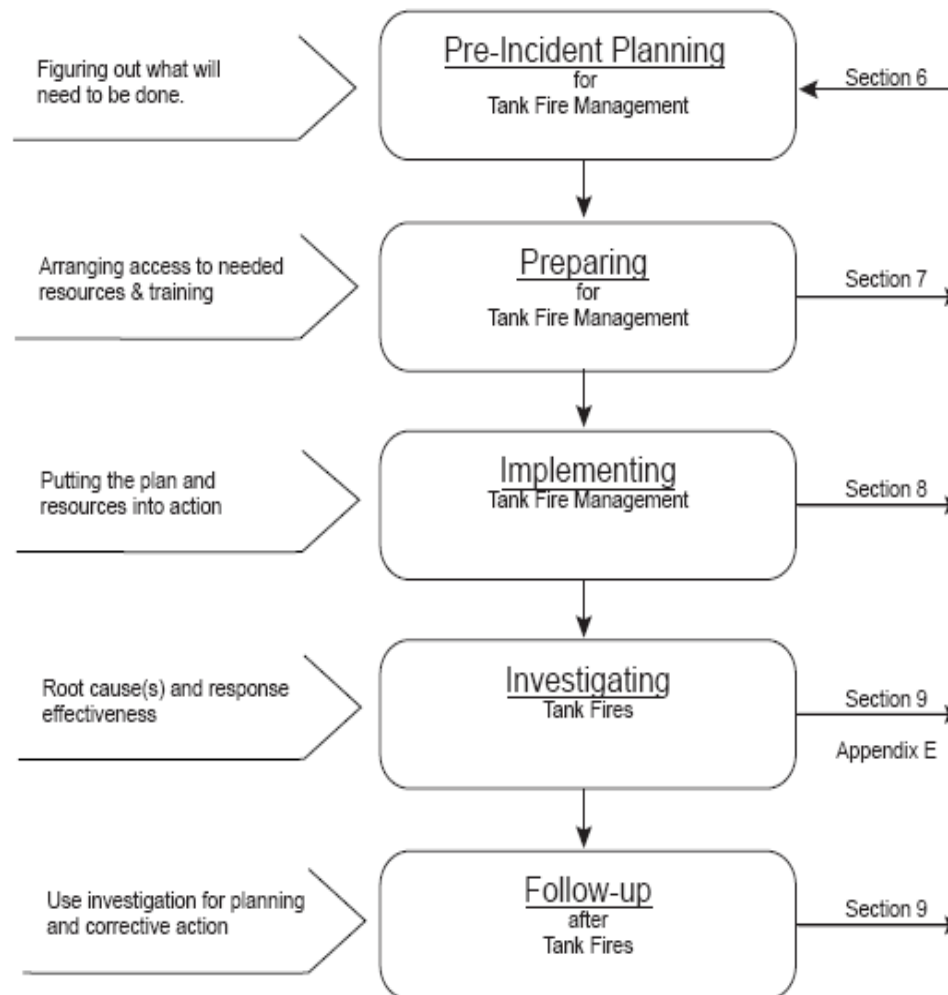 Figuring out what will
need to be done.
Pre-Incident Planning
for
Tank Fire Management
Section 6
Arranging access to needed
resources & training
Preparing
for
Tank Fire Management
Section 7
Putting the plan and
resources into action
Implementing
Tank Fire Management
Section 8
Root cause(s) and response
effectiveness
Investigating
Tank Fires
Section 9
Appendix E
Use investigation for planning
and corrective action
Follow-up
after
Tank Fires
Section 9